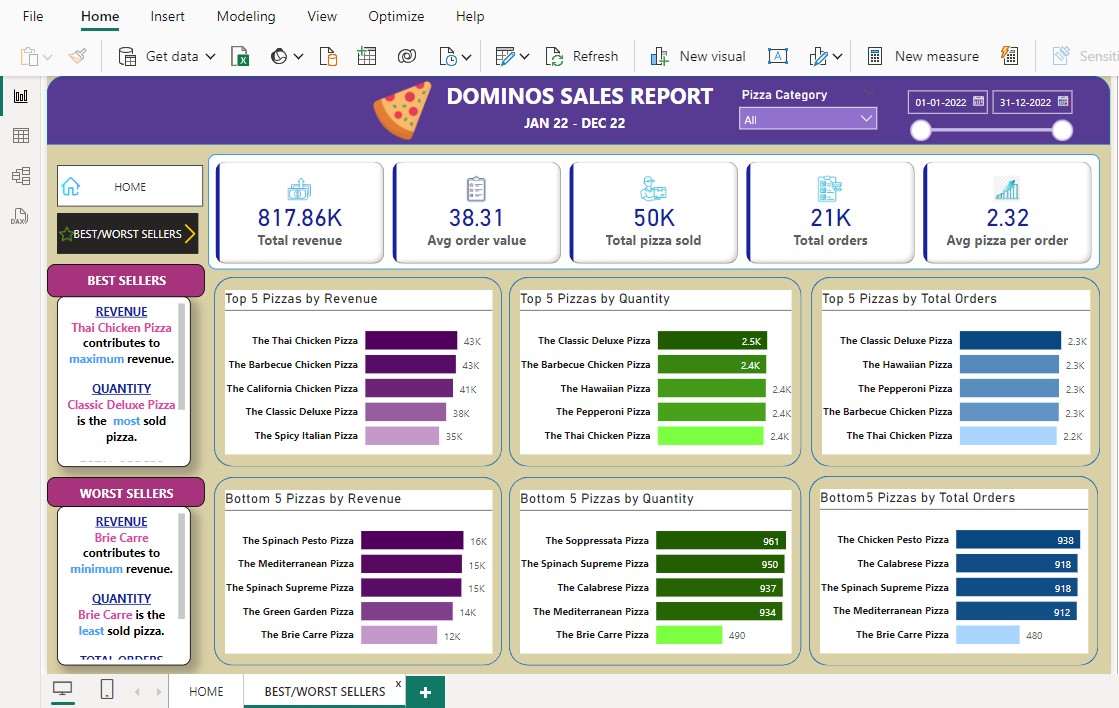 File Home Insert Modeling View Optimize Help
Get data Refresh New visual A New measure Sensiti
DAX
DOMINOS SALES REPORT
JAN 22 - DEC 22
Pizza Category
All
01-01-2022 31-12-2022
HOME
BEST/WORST SELLERS
817.86K
Total revenue
38.31
Avg order value
50K
Total pizza sold
21K
Total orders
2.32
Avg pizza per order
BEST SELLERS
REVENUE
Thai Chicken Pizza
contributes to
maximum revenue.
QUANTITY
Classic Deluxe Pizza
is the most sold
pizza.
Top 5 Pizzas by Revenue
The Thai Chicken Pizza 43K
The Barbecue Chicken Pizza 43K
The California Chicken Pizza 41K
The Classic Deluxe Pizza 38K
The Spicy Italian Pizza 35K
Top 5 Pizzas by Quantity
The Classic Deluxe Pizza 2.5K
The Barbecue Chicken Pizza 2.4K
The Hawaiian Pizza 2.4K
The Pepperoni Pizza 2.4K
The Thai Chicken Pizza 2.4K
Top 5 Pizzas by Total Orders
The Classic Deluxe Pizza 2.3K
The Hawaiian Pizza 2.3K
The Pepperoni Pizza 2.3K
The Barbecue Chicken Pizza 2.3K
The Thai Chicken Pizza 2.2K
WORST SELLERS
REVENUE
Brie Carre
contributes to
minimum revenue.
QUANTITY
Brie Carre is the
least sold pizza.
TOTAL ORDERS
Bottom 5 Pizzas by Revenue
The Spinach Pesto Pizza 16K
The Mediterranean Pizza 15K
The Spinach Supreme Pizza 15K
The Green Garden Pizza 14K
The Brie Carre Pizza 12K
Bottom 5 Pizzas by Quantity
The Soppressata Pizza 961
The Spinach Supreme Pizza 950
The Calabrese Pizza 937
The Mediterranean Pizza 934
The Brie Carre Pizza 490
Bottom5 Pizzas by Total Orders
The Chicken Pesto Pizza 938
The Calabrese Pizza 918
The Spinach Supreme Pizza 918
The Mediterranean Pizza 912
The Brie Carre Pizza 480
HOME BEST/WORST SELLERS x +